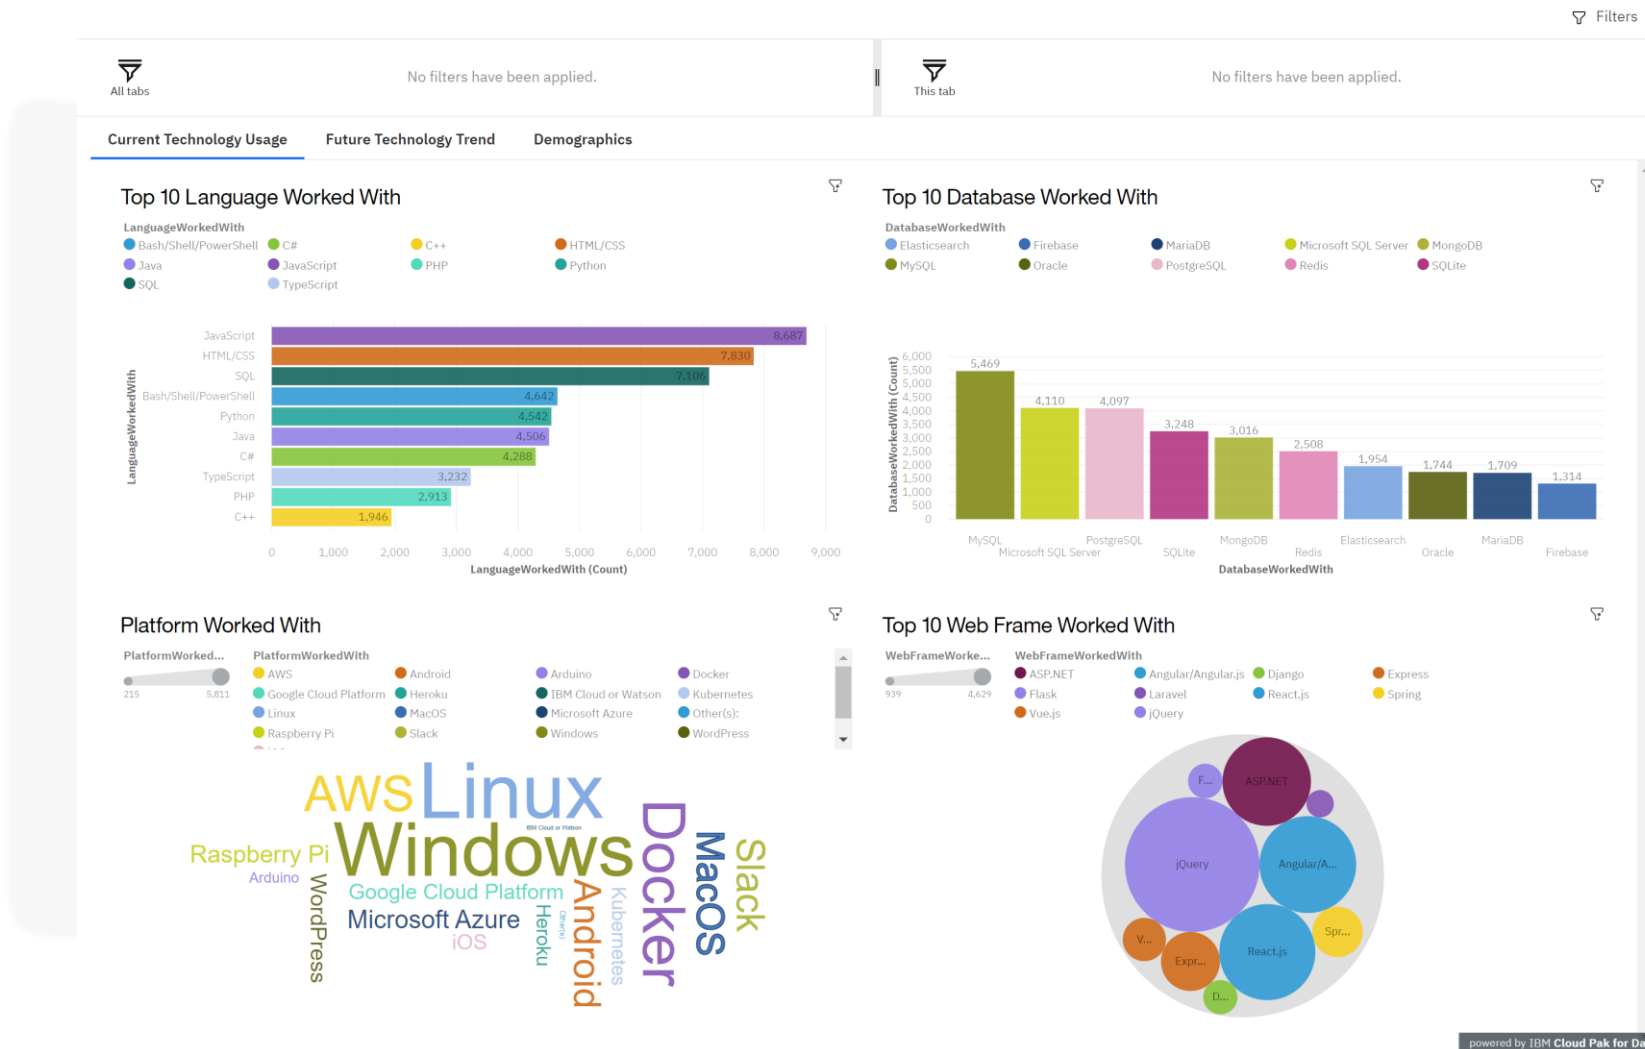 Filters
All tabs
No filters have been applied.
This tab
No filters have been applied.
Current Technology Usage
Future Technology Trend
Demographics
Top 10 Language Worked With
LanguageWorkedWith
Bash/Shell/PowerShell C# C++ HTML/CSS
Java JavaScript PHP Python
SQL TypeScript
LanguageWorkedWith
JavaScript 8,687
HTML/CSS 7,830
SQL 7,106
Bash/Shell/PowerShell 4,642
Python 4,542
Java 4,506
C# 4,288
TypeScript 3,232
PHP 2,913
C++ 1,946
0 1,000 2,000 3,000 4,000 5,000 6,000 7,000 8,000 9,000
LanguageWorkedWith (Count)
Top 10 Database Worked With
DatabaseWorkedWith
Elasticsearch Firebase MariaDB Microsoft SQL Server MongoDB
MySQL Oracle PostgreSQL Redis SQLite
DatabaseWorkedWith (Count)
6,000
5,500
5,000
4,500
4,000
3,500
3,000
2,500
2,000
1,500
1,000
500
0
5,469
4,110
4,097
3,248
3,016
2,508
1,954
1,744
1,709
1,314
MySQL PostgreSQL MongoDB Elasticsearch MariaDB
Microsoft SQL Server SQLite Redis Oracle Firebase
DatabaseWorkedWith
Platform Worked With
PlatformWorked...
215 5,811
PlatformWorkedWith
AWS Android Arduino Docker
Google Cloud Platform Heroku IBM Cloud or Watson Kubernetes
Linux MacOS Microsoft Azure Other(s):
Raspberry Pi Slack Windows WordPress
AWS
Linux
IBM Cloud or Watson
Windows
Docker
MacOS
Slack
Raspberry Pi
Arduino
WordPress
Google Cloud Platform
Microsoft Azure
iOS
Heroku
Other(s):
Android
Kubernetes
Top 10 Web Frame Worked With
WebFrameWorke...
939 4,629
WebFrameWorkedWith
ASP.NET Angular/Angular.js Django Express
Flask Laravel React.js Spring
Vue.js jQuery
F...
ASP.NET
jQuery
Angular/A...
Spr...
V...
Expr...
React.js
D...
powered by IBM Cloud Pak for Da